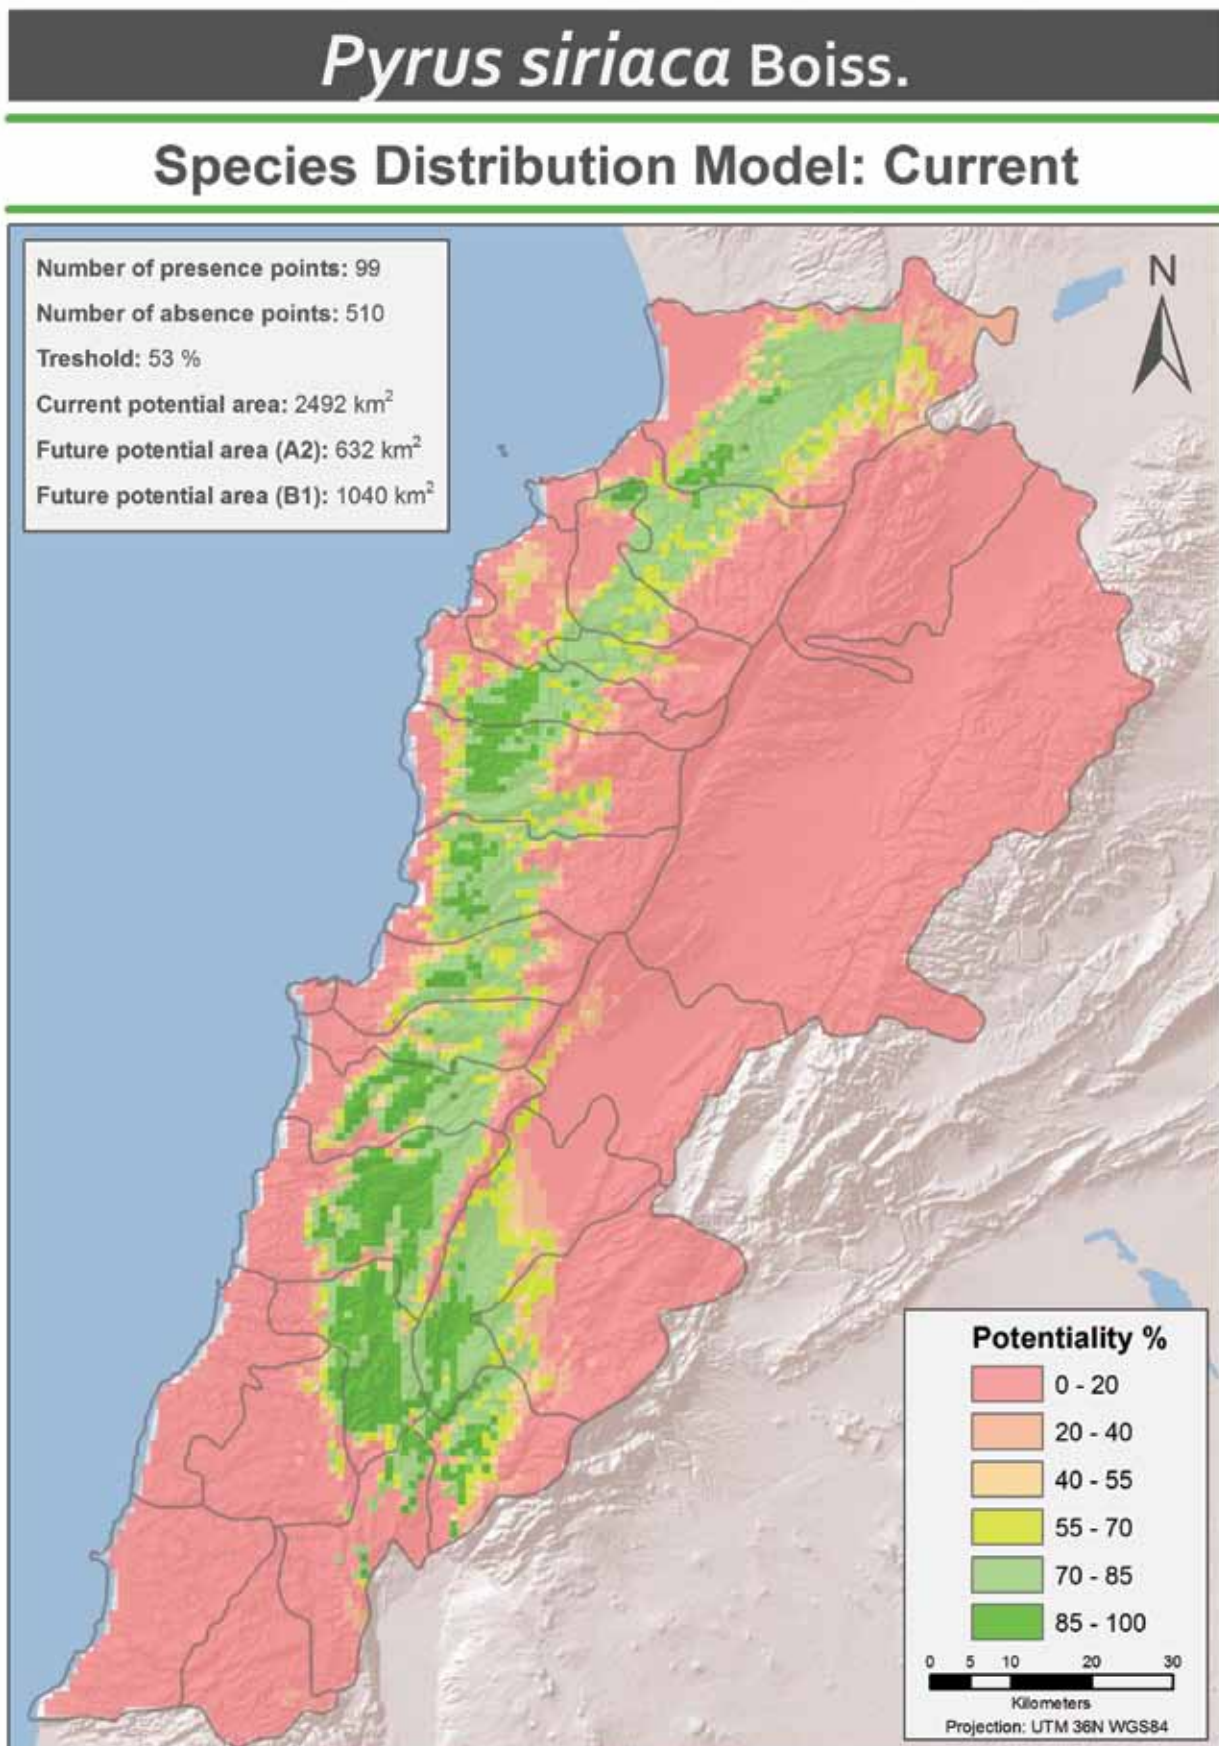 Pyrus siriaca Boiss.
Species Distribution Model: Current
Number of presence points: 99
Number of absence points: 510
Treshold: 53 %
Current potential area: 2492 km²
Future potential area (A2): 632 km²
Future potential area (B1): 1040 km²
N
Potentiality %
0 - 20
20 - 40
40 - 55
55 - 70
70 - 85
85 - 100
0 5 10 20 30
Kilometers
Projection: UTM 36N WGS84